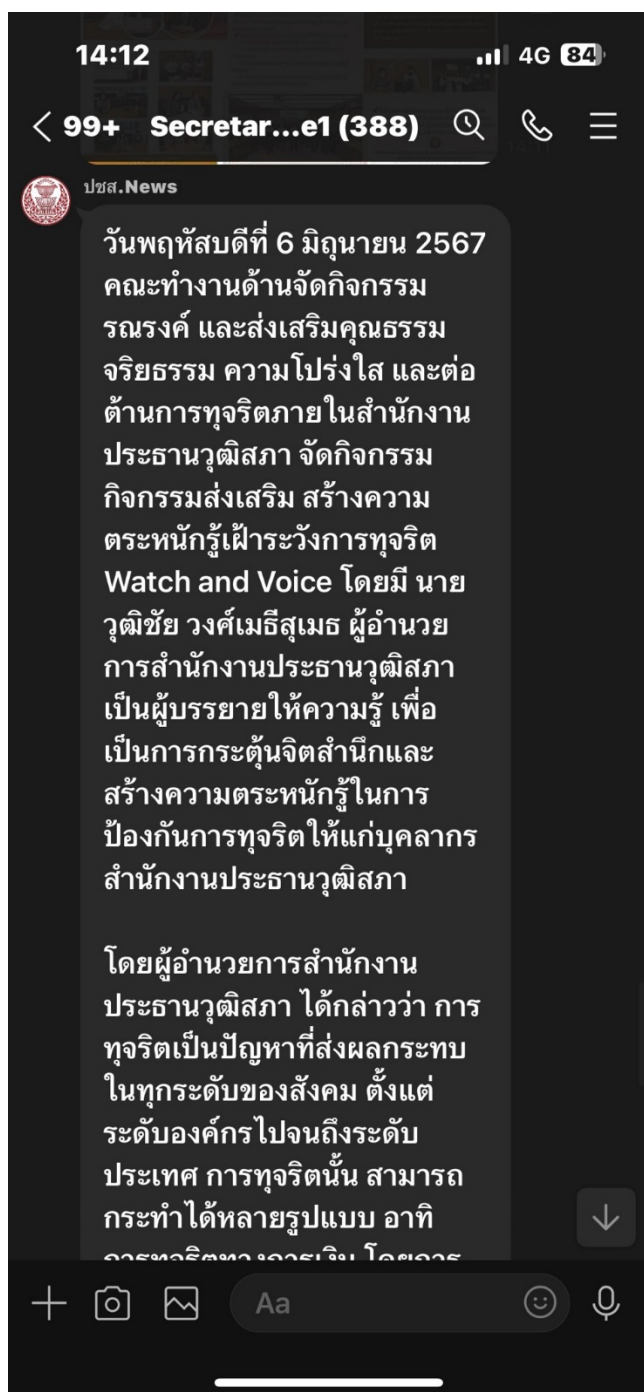 14:12
4G 84
99+ Secretar...e1 (388)
14:11
ปชส.News
วันพฤหัสบดีที่ 6 มิถุนายน 2567
คณะทำงานด้านจัดกิจกรรม
รณรงค์ และส่งเสริมคุณธรรม
จริยธรรม ความโปร่งใส และต่อ
ต้านการทุจริตภายในสำนักงาน
ประธานวุฒิสภา จัดกิจกรรม
กิจกรรมส่งเสริม สร้างความ
ตระหนักรู้เฝ้าระวังการทุจริต
Watch and Voice โดยมี นาย
วุฒิชัย วงศ์เมธีสุเมธ ผู้อำนวย
การสำนักงานประธานวุฒิสภา
เป็นผู้บรรยายให้ความรู้ เพื่อ
เป็นการกระตุ้นจิตสำนึกและ
สร้างความตระหนักรู้ในการ
ป้องกันการทุจริตให้แก่บุคลากร
สำนักงานประธานวุฒิสภา
โดยผู้อำนวยการสำนักงาน
ประธานวุฒิสภา ได้กล่าวว่า การ
ทุจริตเป็นปัญหาที่ส่งผลกระทบ
ในทุกระดับของสังคม ตั้งแต่
ระดับองค์กรไปจนถึงระดับ
ประเทศ การทุจริตนั้น สามารถ
กระทำได้หลายรูปแบบ อาทิ
การทุจริตทางการเงิน โดยการ
Aa